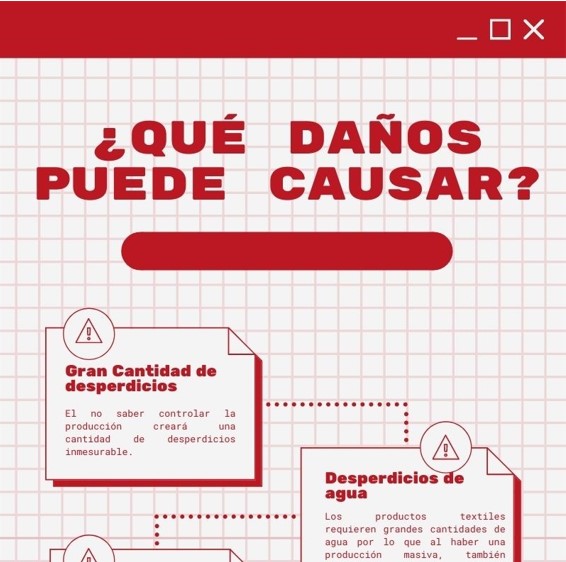 ¿QUÉ DAÑOS
PUEDE CAUSAR?
Gran Cantidad de
desperdicios
El no saber controlar la
producción creará una
cantidad de desperdicios
inmesurable.
Desperdicios de
agua
Los productos textiles
requieren grandes cantidades de
agua por lo que al haber una
producción masiva, también